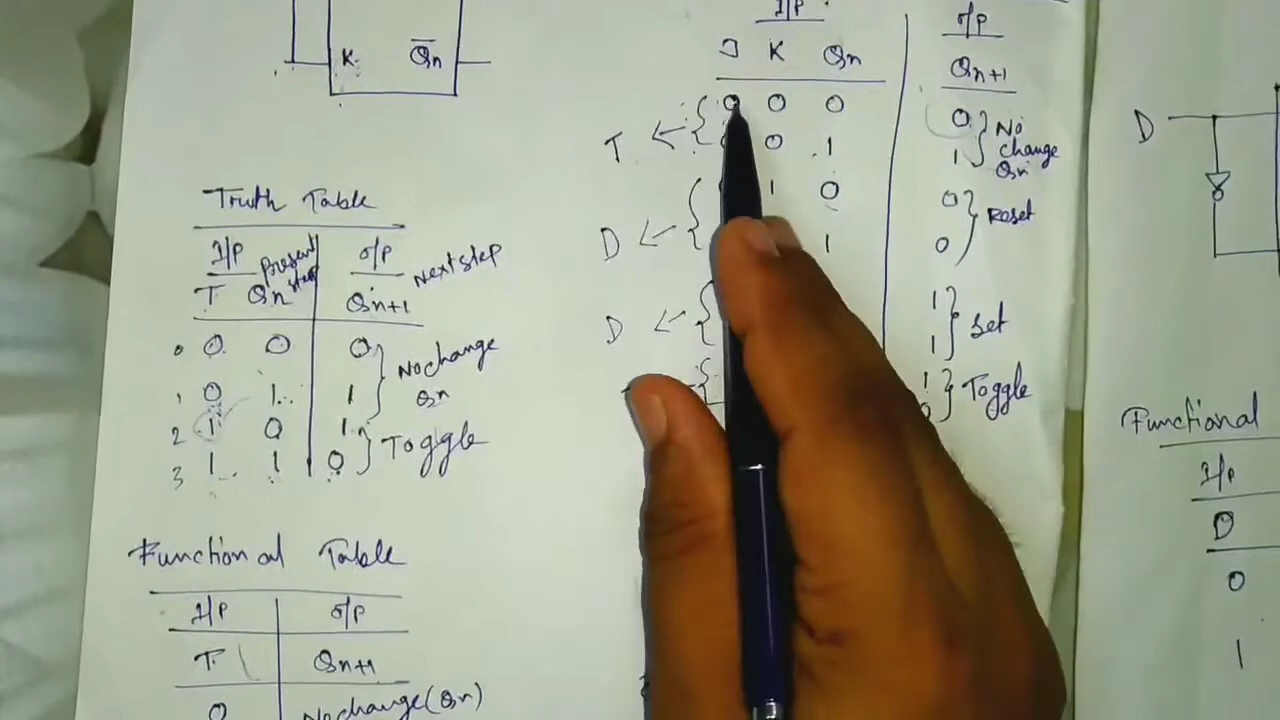 K Q̅n
Truth Table
I/P present state O/P Next step
T Qn Qn+1
0 0 0 0 No change
1 0 1 1 Qn
2 1 0 1 Toggle
3 1 1 0
Functional Table
I/P O/P
T Qn+1
0 No change (Qn)
I/P O/P
J K Qn Qn+1
0 0 0 0 No
T ← 0 1 1 change
Qn
1 0 0 Reset
D ← 1 0
D ← 1 Set
1
1 Toggle
0
D
Functional
I/P
D
0
1